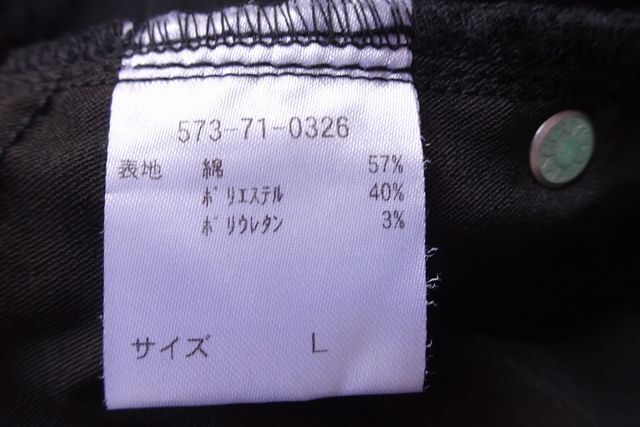 573-71-0326
表地 綿 57%
ポリエステル 40%
ポリウレタン 3%
サイズ L